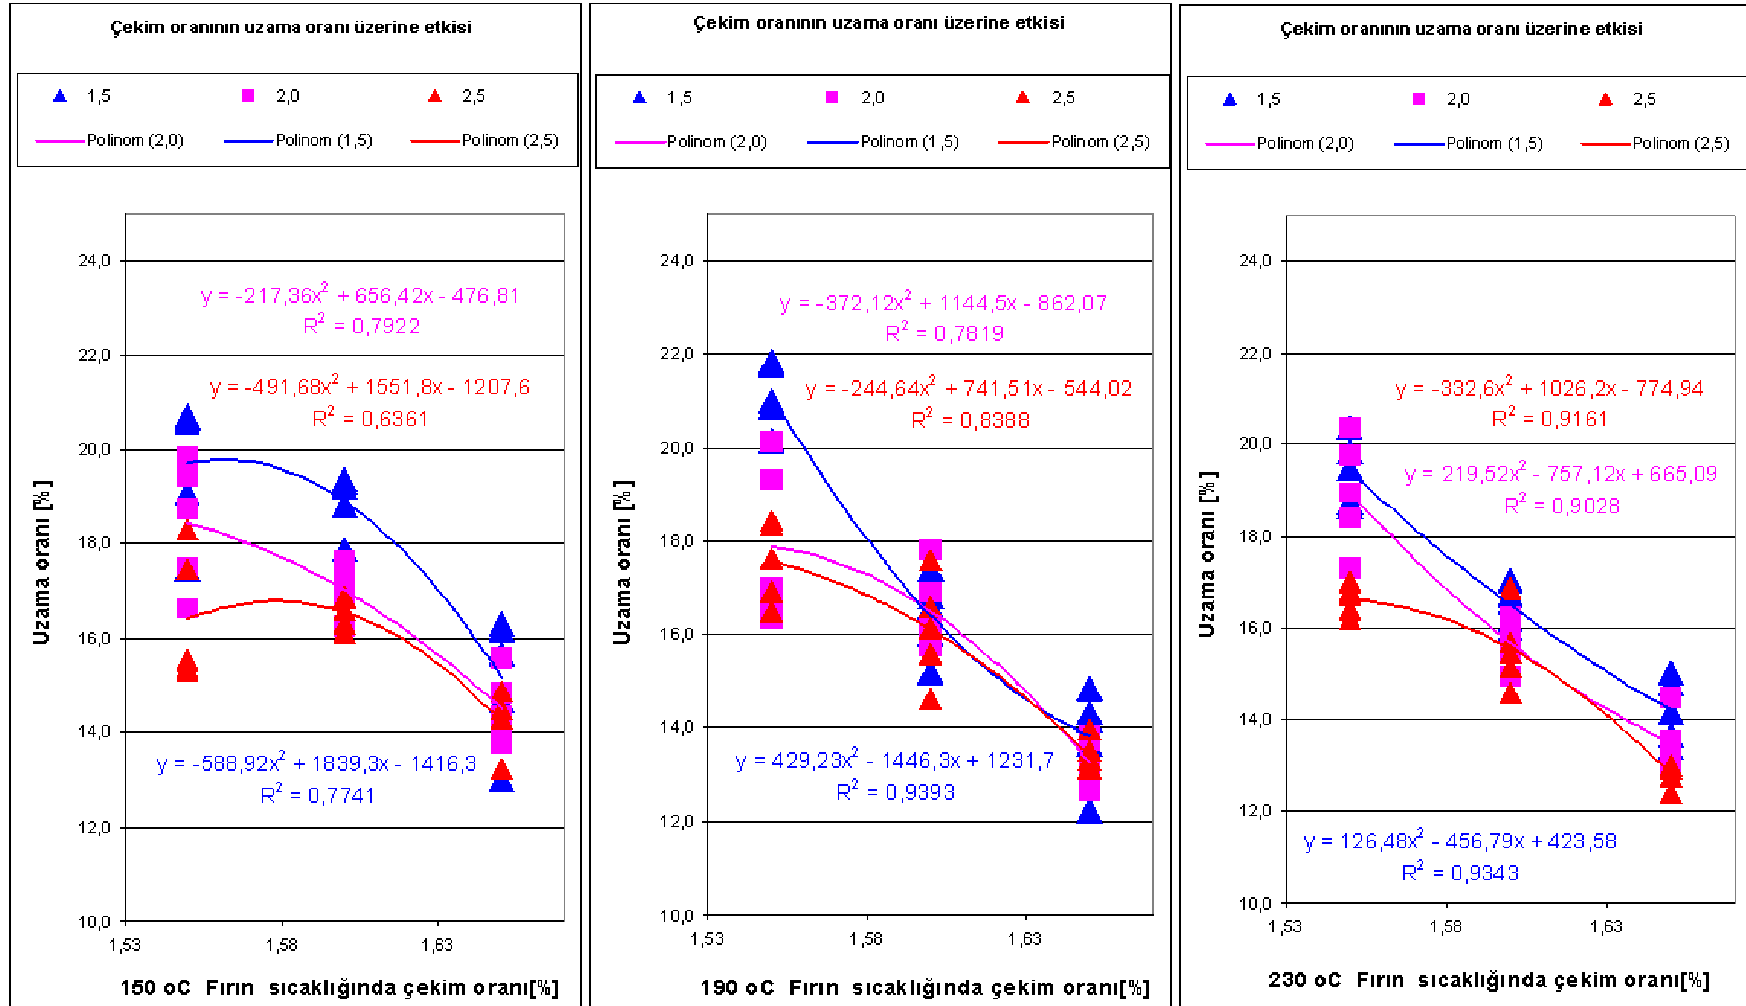 Çekim oranının uzama oranı üzerine etkisi
1,5 2,0 2,5
Polinom (2,0) Polinom (1,5) Polinom (2,5)
24,0
22,0
20,0
18,0
16,0
14,0
12,0
10,0
Uzama oranı [%]
y = -217,36x² + 656,42x - 476,81
R² = 0,7922
y = -491,68x² + 1551,8x - 1207,6
R² = 0,6361
y = -588,92x² + 1839,3x - 1416,3
R² = 0,7741
1,53 1,58 1,63
150 oC Fırın sıcaklığında çekim oranı[%]
Çekim oranının uzama oranı üzerine etkisi
1,5 2,0 2,5
Polinom (2,0) Polinom (1,5) Polinom (2,5)
24,0
22,0
20,0
18,0
16,0
14,0
12,0
10,0
Uzama oranı [%]
y = -372,12x² + 1144,5x - 862,07
R² = 0,7819
y = -244,64x² + 741,51x - 544,02
R² = 0,8388
y = 429,23x² - 1446,3x + 1231,7
R² = 0,9393
1,53 1,58 1,63
190 oC Fırın sıcaklığında çekim oranı[%]
Çekim oranının uzama oranı üzerine etkisi
1,5 2,0 2,5
Polinom (2,0) Polinom (1,5) Polinom (2,5)
24,0
22,0
20,0
18,0
16,0
14,0
12,0
10,0
Uzama oranı [%]
y = -332,6x² + 1026,2x - 774,94
R² = 0,9161
y = 219,52x² - 757,12x + 665,09
R² = 0,9028
y = 126,48x² - 456,79x + 423,58
R² = 0,9343
1,53 1,58 1,63
230 oC Fırın sıcaklığında çekim oranı[%]